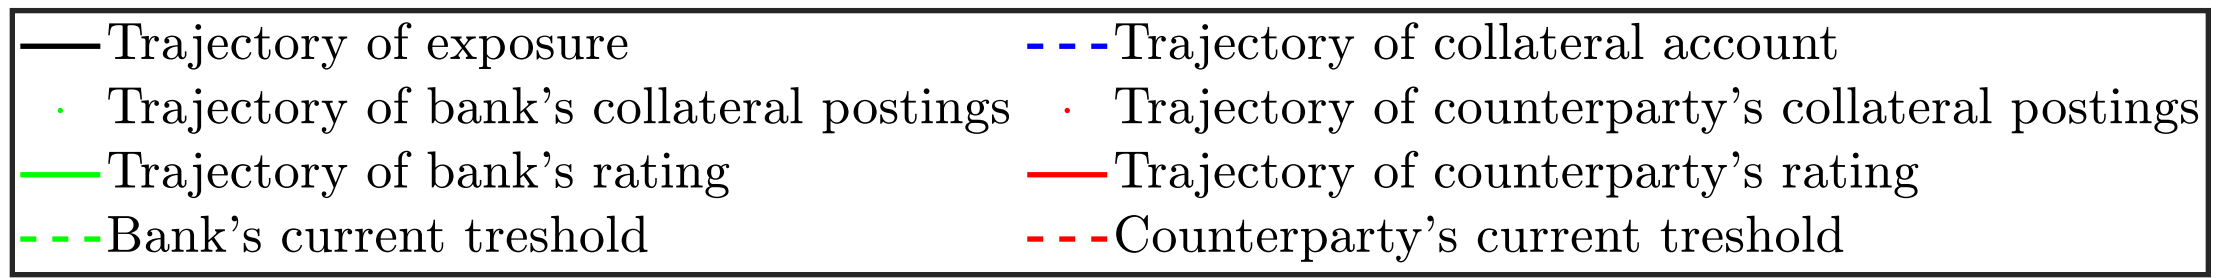 Trajectory of exposure Trajectory of collateral account
Trajectory of bank's collateral postings Trajectory of counterparty's collateral postings
Trajectory of bank's rating Trajectory of counterparty's rating
Bank's current treshold Counterparty's current treshold